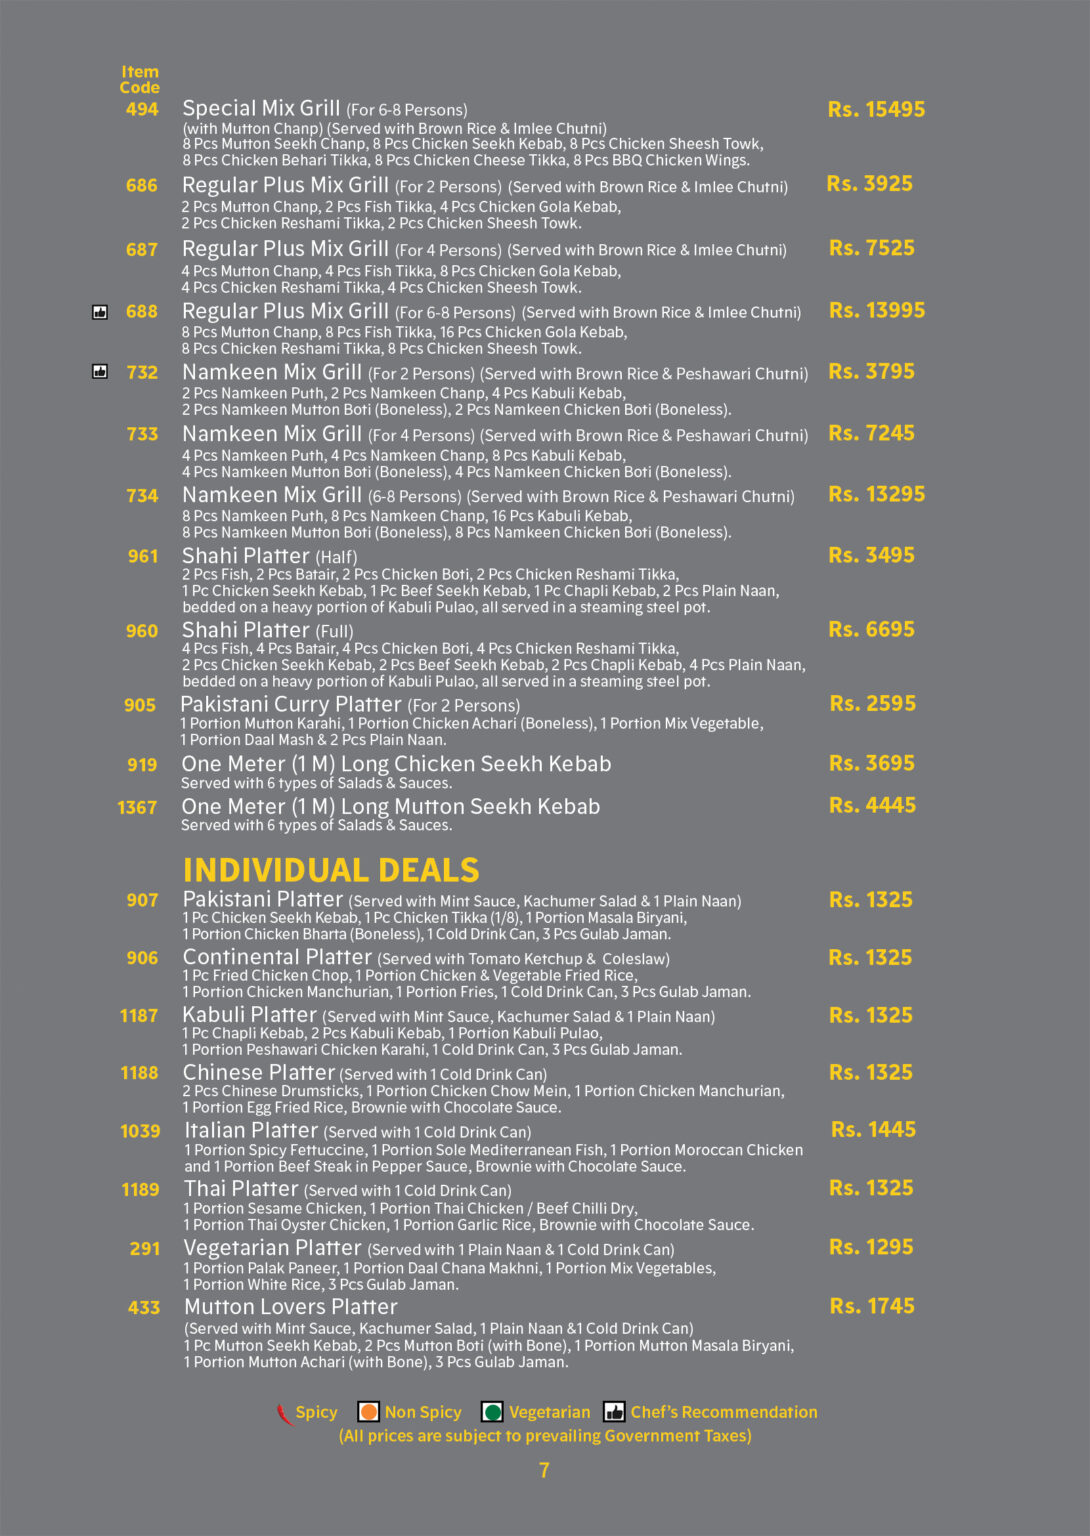 Item
Code
494 Special Mix Grill (For 6-8 Persons) Rs. 15495
(with Mutton Chanp) (Served with Brown Rice & Imlee Chutni)
8 Pcs Mutton Seekh Chanp, 8 Pcs Chicken Seekh Kebab, 8 Pcs Chicken Sheesh Towk,
8 Pcs Chicken Behari Tikka, 8 Pcs Chicken Cheese Tikka, 8 Pcs BBQ Chicken Wings.
686 Regular Plus Mix Grill (For 2 Persons) (Served with Brown Rice & Imlee Chutni) Rs. 3925
2 Pcs Mutton Chanp, 2 Pcs Fish Tikka, 4 Pcs Chicken Gola Kebab,
2 Pcs Chicken Reshami Tikka, 2 Pcs Chicken Sheesh Towk.
687 Regular Plus Mix Grill (For 4 Persons) (Served with Brown Rice & Imlee Chutni) Rs. 7525
4 Pcs Mutton Chanp, 4 Pcs Fish Tikka, 8 Pcs Chicken Gola Kebab,
4 Pcs Chicken Reshami Tikka, 4 Pcs Chicken Sheesh Towk.
688 Regular Plus Mix Grill (For 6-8 Persons) (Served with Brown Rice & Imlee Chutni) Rs. 13995
8 Pcs Mutton Chanp, 8 Pcs Fish Tikka, 16 Pcs Chicken Gola Kebab,
8 Pcs Chicken Reshami Tikka, 8 Pcs Chicken Sheesh Towk.
732 Namkeen Mix Grill (For 2 Persons) (Served with Brown Rice & Peshawari Chutni) Rs. 3795
2 Pcs Namkeen Puth, 2 Pcs Namkeen Chanp, 4 Pcs Kabuli Kebab,
2 Pcs Namkeen Mutton Boti (Boneless), 2 Pcs Namkeen Chicken Boti (Boneless).
733 Namkeen Mix Grill (For 4 Persons) (Served with Brown Rice & Peshawari Chutni) Rs. 7245
4 Pcs Namkeen Puth, 4 Pcs Namkeen Chanp, 8 Pcs Kabuli Kebab,
4 Pcs Namkeen Mutton Boti (Boneless), 4 Pcs Namkeen Chicken Boti (Boneless).
734 Namkeen Mix Grill (6-8 Persons) (Served with Brown Rice & Peshawari Chutni) Rs. 13295
8 Pcs Namkeen Puth, 8 Pcs Namkeen Chanp, 16 Pcs Kabuli Kebab,
8 Pcs Namkeen Mutton Boti (Boneless), 8 Pcs Namkeen Chicken Boti (Boneless).
961 Shahi Platter (Half) Rs. 3495
2 Pcs Fish, 2 Pcs Batair, 2 Pcs Chicken Boti, 2 Pcs Chicken Reshami Tikka,
1 Pc Chicken Seekh Kebab, 1 Pc Beef Seekh Kebab, 1 Pc Chapli Kebab, 2 Pcs Plain Naan,
bedded on a heavy portion of Kabuli Pulao, all served in a steaming steel pot.
960 Shahi Platter (Full) Rs. 6695
4 Pcs Fish, 4 Pcs Batair, 4 Pcs Chicken Boti, 4 Pcs Chicken Reshami Tikka,
2 Pcs Chicken Seekh Kebab, 2 Pcs Beef Seekh Kebab, 2 Pcs Chapli Kebab, 4 Pcs Plain Naan,
bedded on a heavy portion of Kabuli Pulao, all served in a steaming steel pot.
905 Pakistani Curry Platter (For 2 Persons) Rs. 2595
1 Portion Mutton Karahi, 1 Portion Chicken Achari (Boneless), 1 Portion Mix Vegetable,
1 Portion Daal Mash & 2 Pcs Plain Naan.
919 One Meter (1 M) Long Chicken Seekh Kebab Rs. 3695
Served with 6 types of Salads & Sauces.
1367 One Meter (1 M) Long Mutton Seekh Kebab Rs. 4445
Served with 6 types of Salads & Sauces.
INDIVIDUAL DEALS
907 Pakistani Platter (Served with Mint Sauce, Kachumer Salad & 1 Plain Naan) Rs. 1325
1 Pc Chicken Seekh Kebab, 1 Pc Chicken Tikka (1/8), 1 Portion Masala Biryani,
1 Portion Chicken Bharta (Boneless), 1 Cold Drink Can, 3 Pcs Gulab Jaman.
906 Continental Platter (Served with Tomato Ketchup & Coleslaw) Rs. 1325
1 Pc Fried Chicken Chop, 1 Portion Chicken & Vegetable Fried Rice,
1 Portion Chicken Manchurian, 1 Portion Fries, 1 Cold Drink Can, 3 Pcs Gulab Jaman.
1187 Kabuli Platter (Served with Mint Sauce, Kachumer Salad & 1 Plain Naan) Rs. 1325
1 Pc Chapli Kebab, 2 Pcs Kabuli Kebab, 1 Portion Kabuli Pulao,
1 Portion Peshawari Chicken Karahi, 1 Cold Drink Can, 3 Pcs Gulab Jaman.
1188 Chinese Platter (Served with 1 Cold Drink Can) Rs. 1325
2 Pcs Chinese Drumsticks, 1 Portion Chicken Chow Mein, 1 Portion Chicken Manchurian,
1 Portion Egg Fried Rice, Brownie with Chocolate Sauce.
1039 Italian Platter (Served with 1 Cold Drink Can) Rs. 1445
1 Portion Spicy Fettuccine, 1 Portion Sole Mediterranean Fish, 1 Portion Moroccan Chicken
and 1 Portion Beef Steak in Pepper Sauce, Brownie with Chocolate Sauce.
1189 Thai Platter (Served with 1 Cold Drink Can) Rs. 1325
1 Portion Sesame Chicken, 1 Portion Thai Chicken / Beef Chilli Dry,
1 Portion Thai Oyster Chicken, 1 Portion Garlic Rice, Brownie with Chocolate Sauce.
291 Vegetarian Platter (Served with 1 Plain Naan & 1 Cold Drink Can) Rs. 1295
1 Portion Palak Paneer, 1 Portion Daal Chana Makhni, 1 Portion Mix Vegetables,
1 Portion White Rice, 3 Pcs Gulab Jaman.
433 Mutton Lovers Platter Rs. 1745
(Served with Mint Sauce, Kachumer Salad, 1 Plain Naan &1 Cold Drink Can)
1 Pc Mutton Seekh Kebab, 2 Pcs Mutton Boti (with Bone), 1 Portion Mutton Masala Biryani,
1 Portion Mutton Achari (with Bone), 3 Pcs Gulab Jaman.
Spicy Non Spicy Vegetarian Chef's Recommendation
(All prices are subject to prevailing Government Taxes)
7